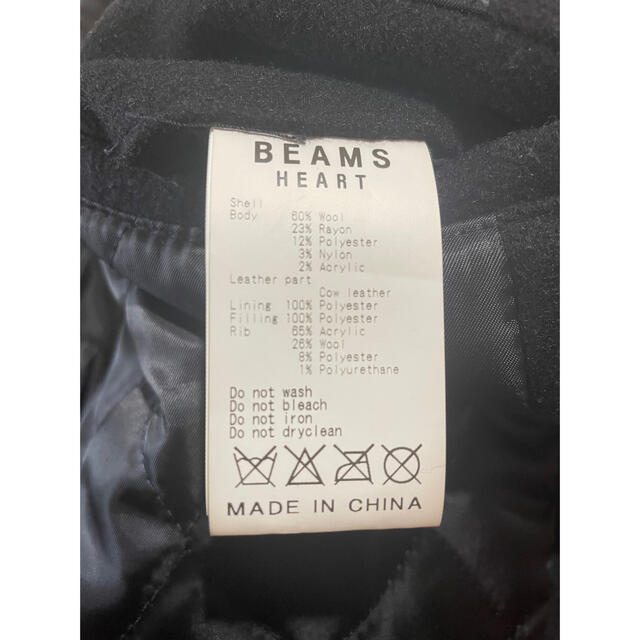 BEAMS
HEART
Shell
Body 60% Wool
23% Rayon
12% Polyester
3% Nylon
2% Acrylic
Leather part
Cow leather
Lining 100% Polyester
Filling 100% Polyester
Rib 65% Acrylic
26% Wool
8% Polyester
1% Polyurethane
Do not wash
Do not bleach
Do not iron
Do not dryclean
MADE IN CHINA